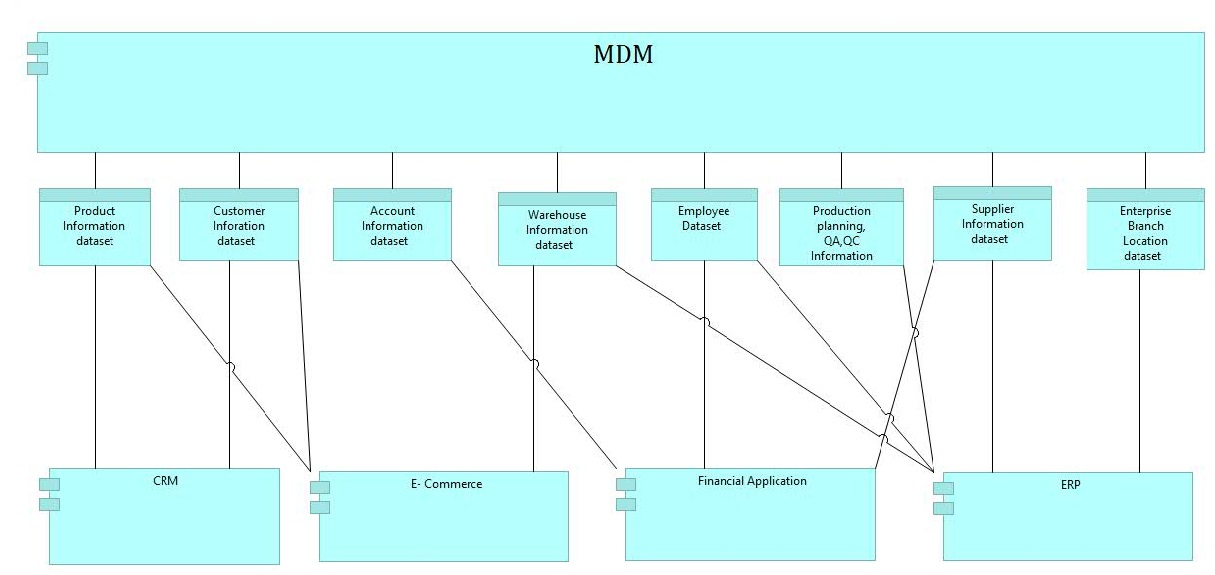 MDM
Product
Information
dataset
Customer
Inforation
dataset
Account
Information
dataset
Warehouse
Information
dataset
Employee
Dataset
Production
planning,
QA,QC
Information
Supplier
Information
dataset
Enterprise
Branch
Location
dataset
CRM
E- Commerce
Financial Application
ERP